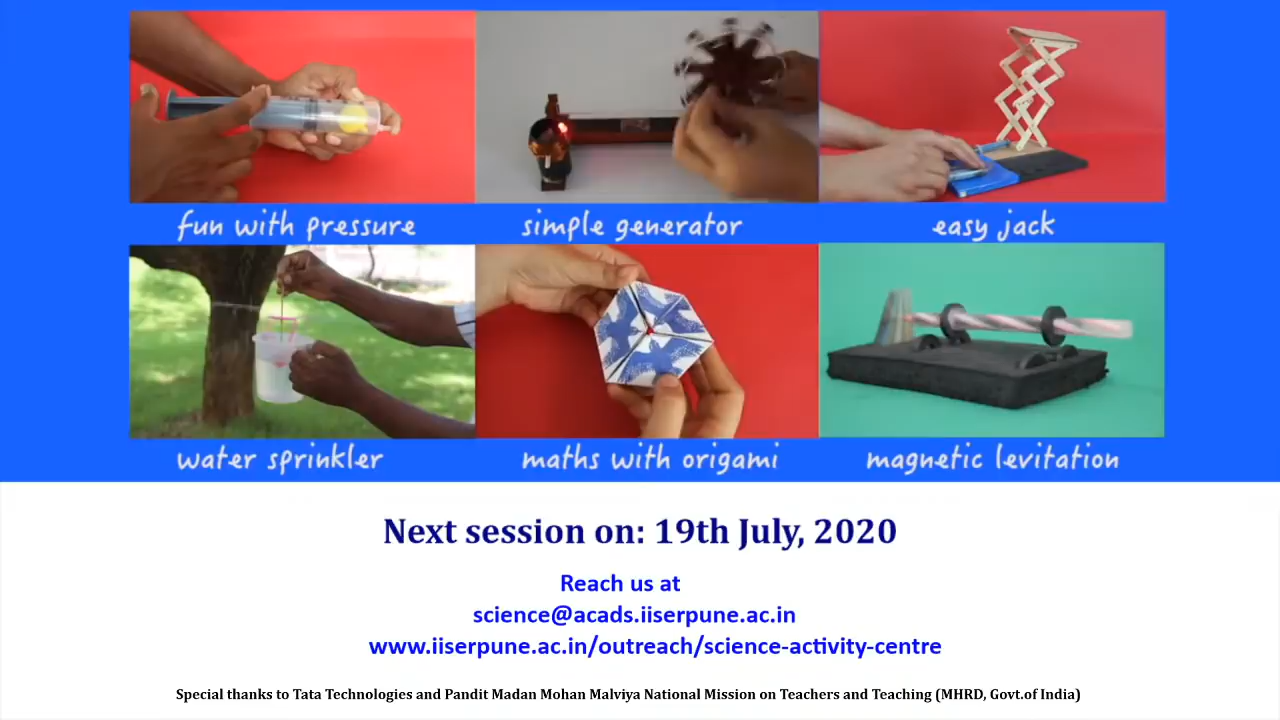 fun with pressure
simple generator
easy jack
water sprinkler
maths with origami
magnetic levitation
Next session on: 19th July, 2020
Reach us at
science@acads.iiserpune.ac.in
www.iiserpune.ac.in/outreach/science-activity-centre
Special thanks to Tata Technologies and Pandit Madan Mohan Malviya National Mission on Teachers and Teaching (MHRD, Govt.of India)